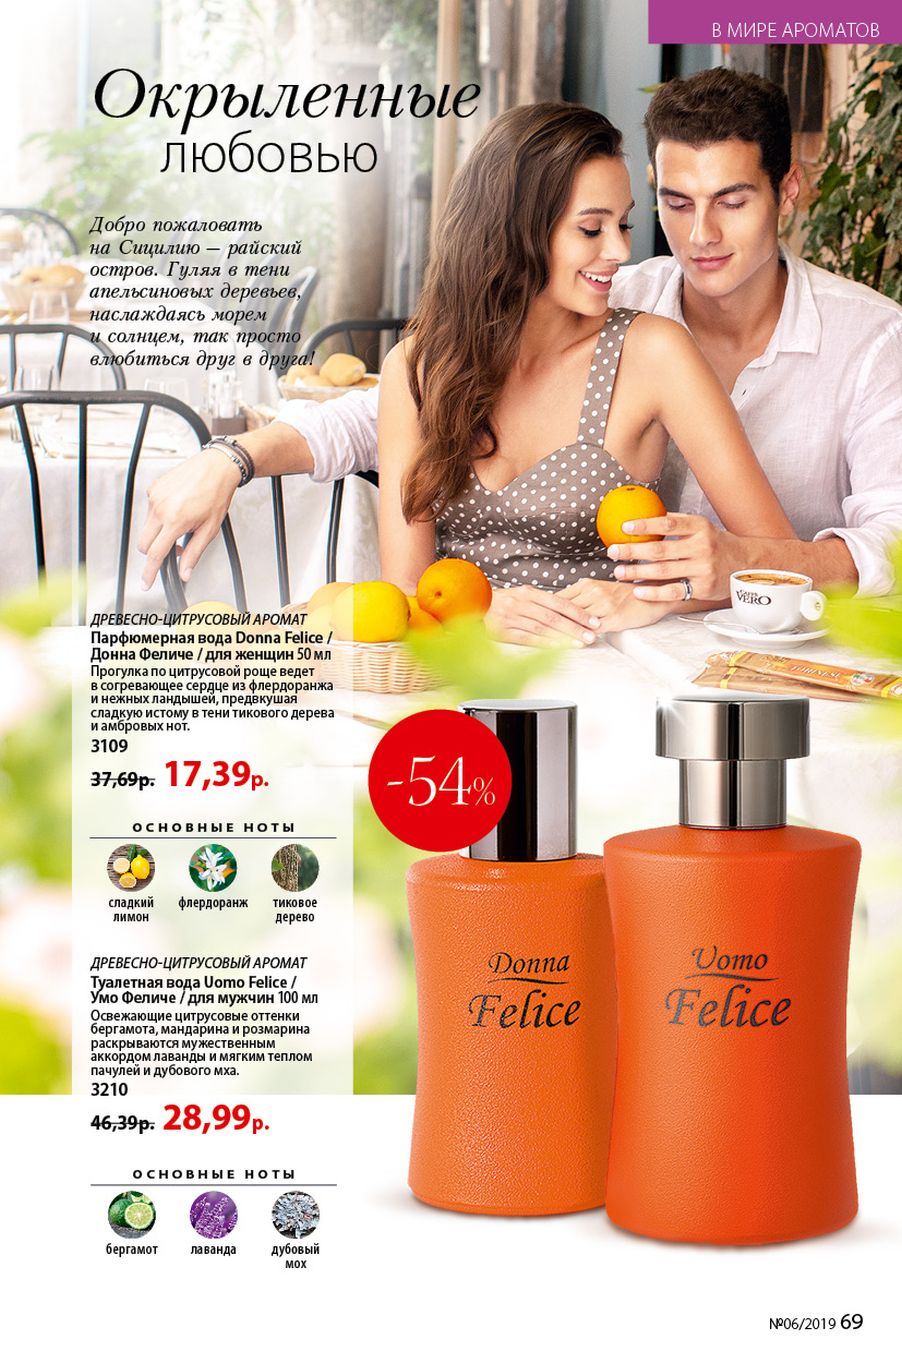 В МИРЕ АРОМАТОВ
Окрыленные
ЛЮБОВЬЮ
Добро пожаловать
на Сицилию — райский
остров. Гуляя в тени
апельсиновых деревьев,
наслаждаясь морем
и солнцем, так просто
влюбиться друг в друга!
CAFFÈ
VERO
ДРЕВЕСНО-ЦИТРУСОВЫЙ АРОМАТ
Парфюмерная вода Donna Felice /
Донна Феличе / для женщин 50 мл
Прогулка по цитрусовой роще ведет
в согревающее сердце из флердоранжа
и нежных ландышей, предвкушая
сладкую истому в тени тикового дерева
и амбровых нот.
3109
37,69р. 17,39р.
-54%
ОСНОВНЫЕ НОТЫ
сладкий
лимон
флердоранж
тиковое
дерево
ДРЕВЕСНО-ЦИТРУСОВЫЙ АРОМАТ
Туалетная вода Uomo Felice /
Умо Феличе / для мужчин 100 мл
Освежающие цитрусовые оттенки
бергамота, мандарина и розмарина
раскрываются мужественным
аккордом лаванды и мягким теплом
пачулей и дубового мха.
3210
46,39р. 28,99р.
ОСНОВНЫЕ НОТЫ
бергамот
лаванда
дубовый
мох
Donna
Felice
Uomo
Felice
№06/2019 69